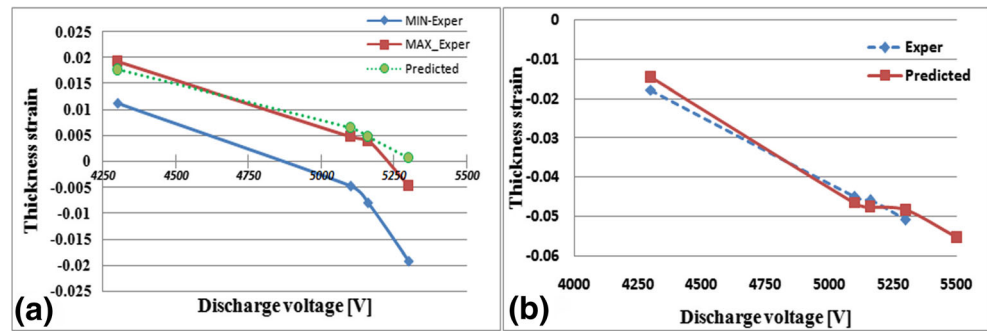 0.025
0.02
0.015
0.01
0.005
0
-0.005
-0.01
-0.015
-0.02
-0.025
4250 4500 4750 5000 5250 5500
Thickness strain
Discharge voltage [V]
MIN-Exper
MAX_Exper
Predicted
(a)
0
-0.01
-0.02
-0.03
-0.04
-0.05
-0.06
4000 4250 4500 4750 5000 5250 5500
Thickness strain
Discharge voltage [V]
Exper
Predicted
(b)